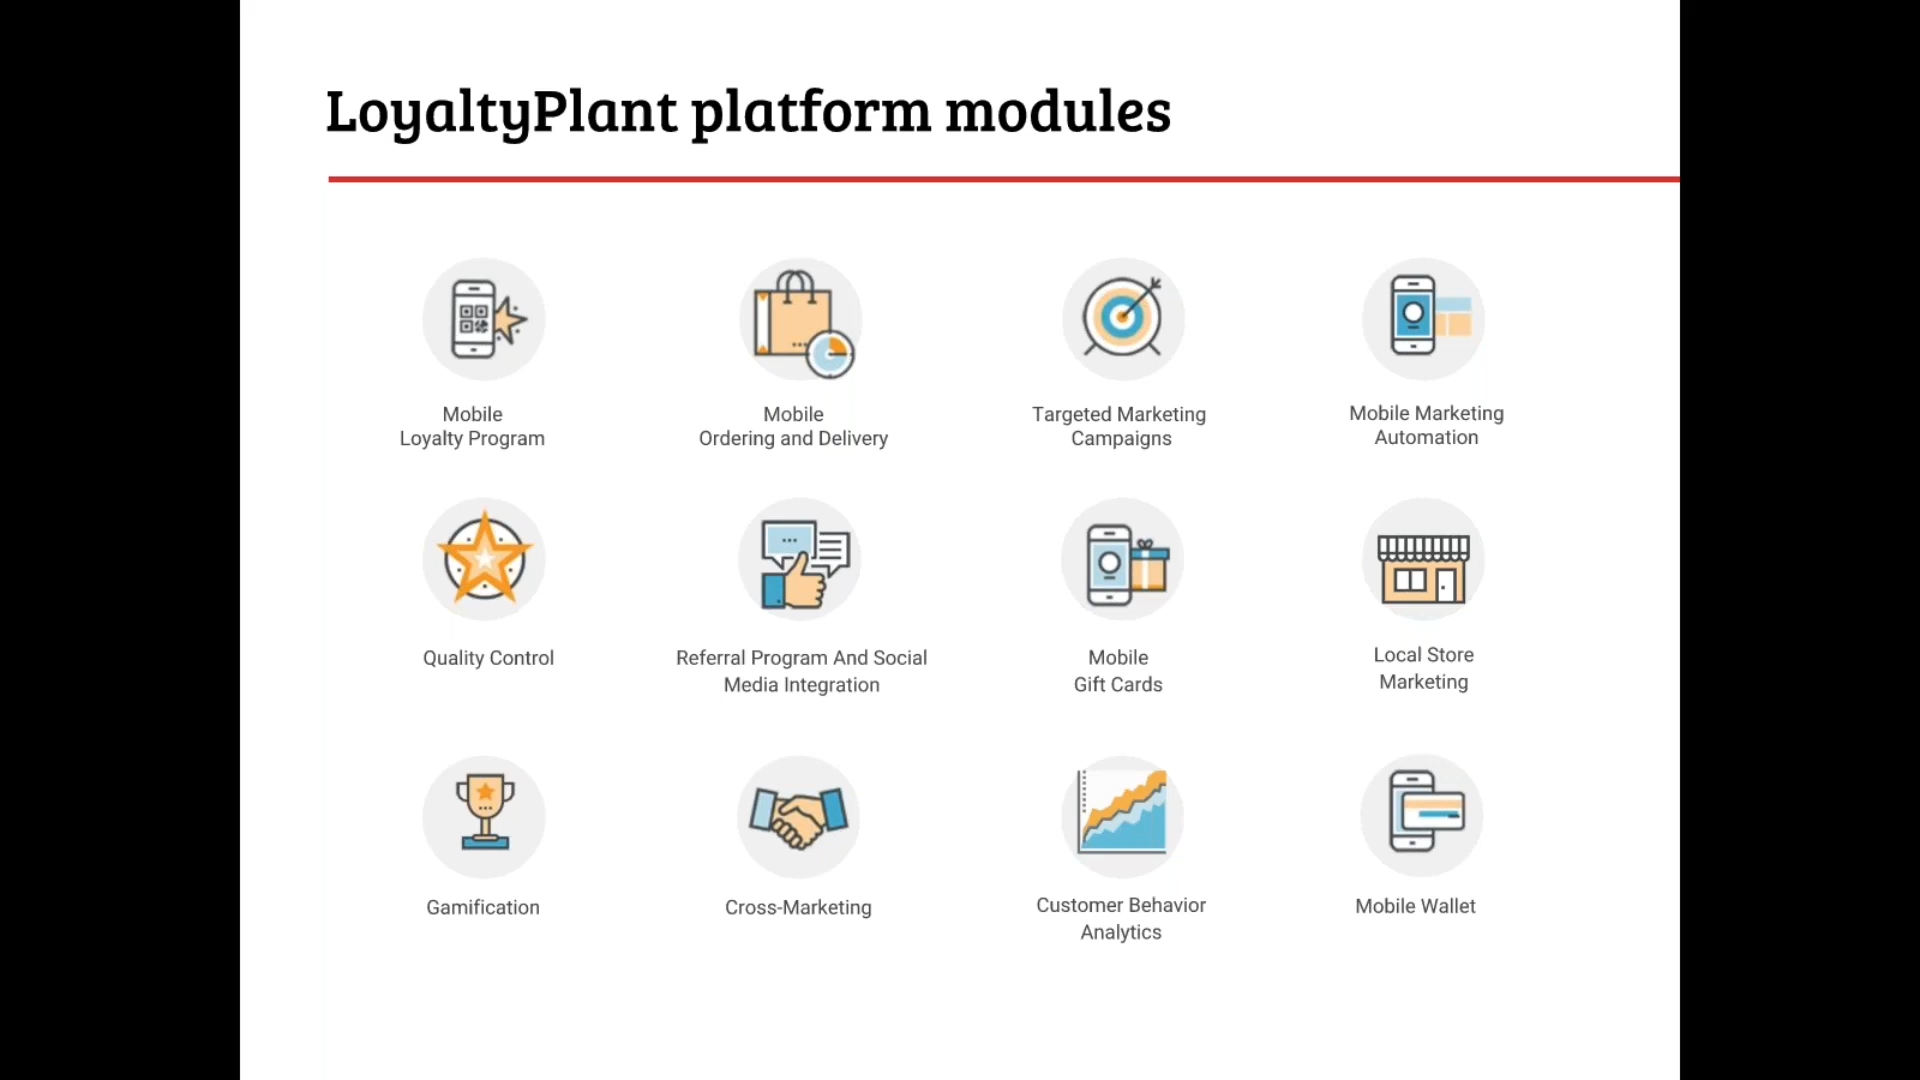 LoyaltyPlant platform modules
Mobile
Loyalty Program
Mobile
Ordering and Delivery
Targeted Marketing
Campaigns
Mobile Marketing
Automation
Quality Control
Referral Program And Social
Media Integration
Mobile
Gift Cards
Local Store
Marketing
Gamification
Cross-Marketing
Customer Behavior
Analytics
Mobile Wallet